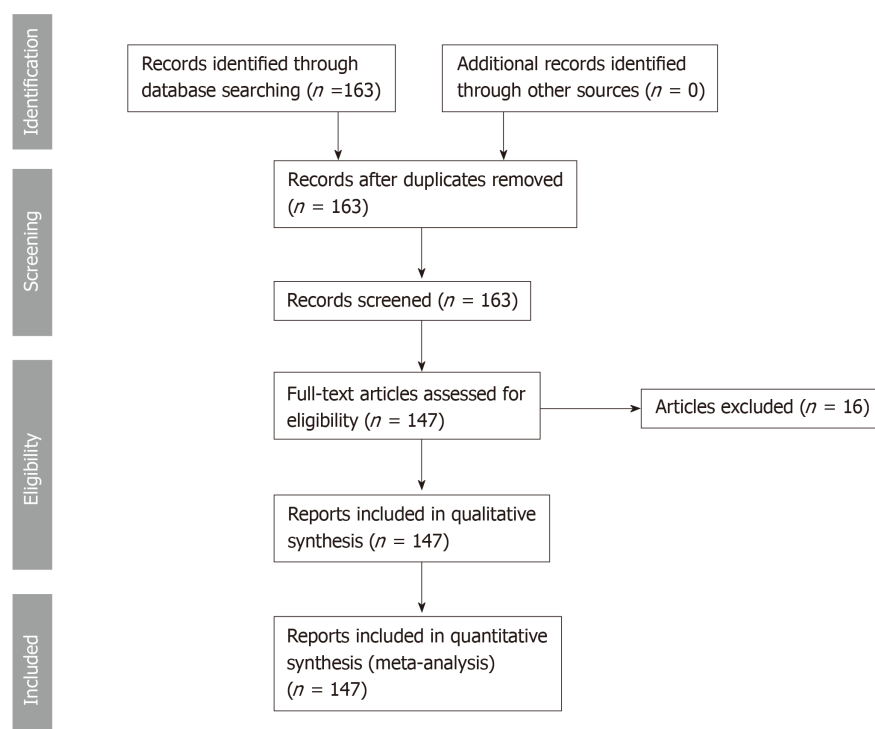 Identification
Records identified through
database searching (n =163)
Additional records identified
through other sources (n = 0)
Screening
Records after duplicates removed
(n = 163)
Records screened (n = 163)
Eligibility
Full-text articles assessed for
eligibility (n = 147)
Articles excluded (n = 16)
Reports included in qualitative
synthesis (n = 147)
Included
Reports included in quantitative
synthesis (meta-analysis)
(n = 147)